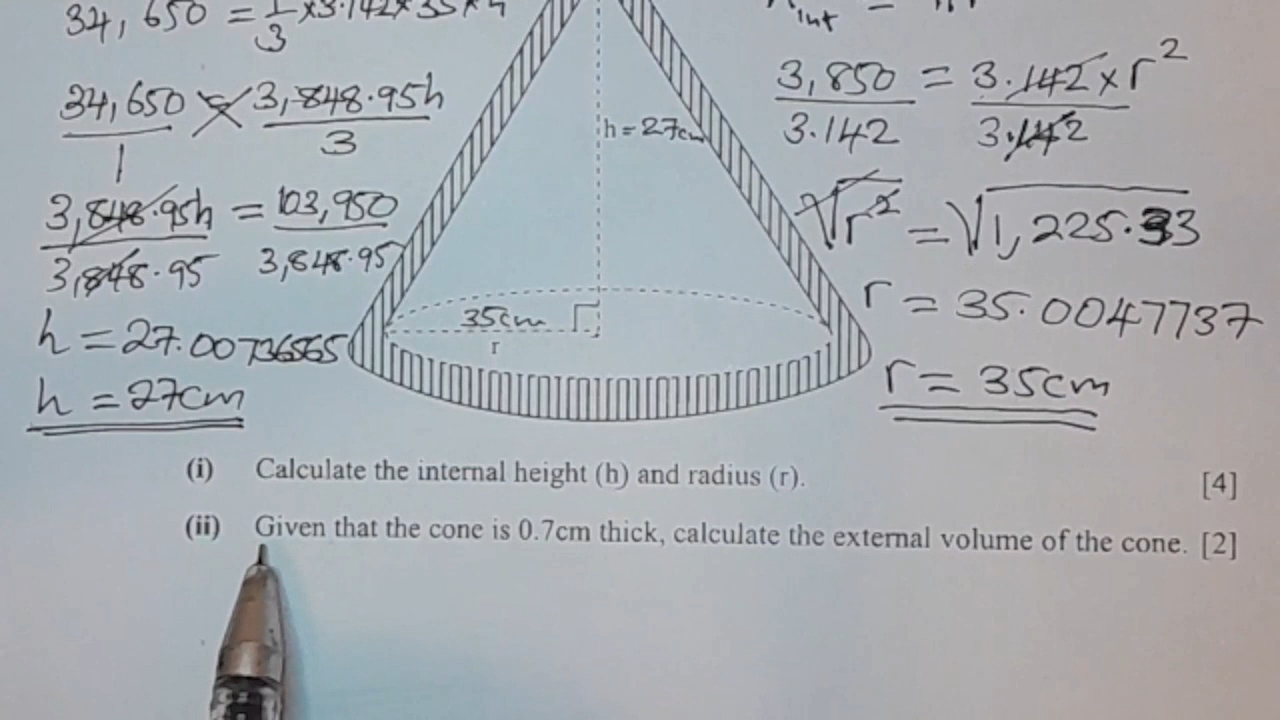 34,650 = 1/3 × 3.142 × 35 × h
34,650/1 = 3,848.95h/3
3,848.95h/3,848.95 = 103,950/3,848.95
h = 27.00736565
h = 27cm
h = 27cm
35cm
r
Aint =
3,850/3.142 = 3.142 × r²/3.142
√r² = √1,225.33
r = 35.0047737
r = 35cm
(i) Calculate the internal height (h) and radius (r). [4]
(ii) Given that the cone is 0.7cm thick, calculate the external volume of the cone. [2]